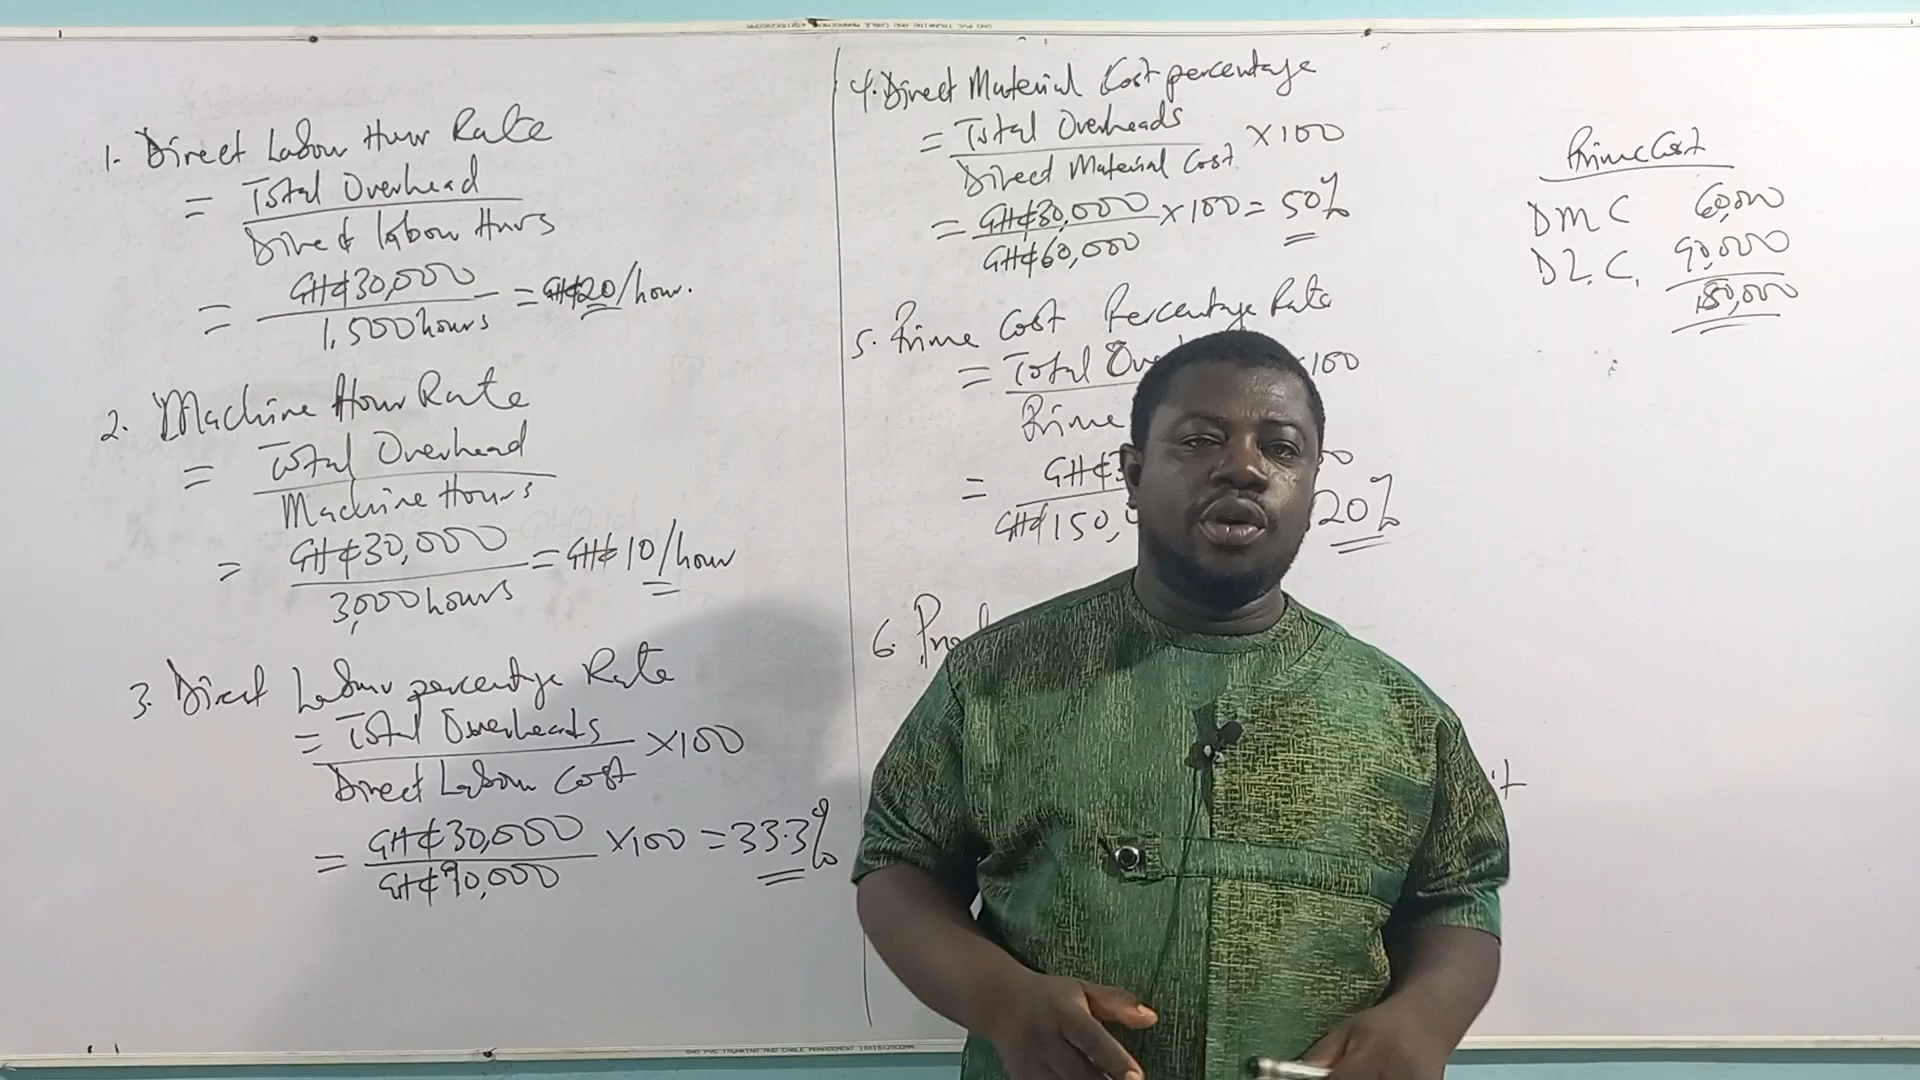 1. Direct Labour Hour Rate
= Total Overhead
Direct labour Hours
= GH¢30,000 = GH¢20/hour.
1,500 hours
2. Machine Hour Rate
= Total Overhead
Machine Hours
= GH¢30,000 = GH¢10/hour
3,000 hours
3. Direct Labour percentage Rate
= Total Overheads X100
Direct Labour Cost
= GH¢30,000 X100 = 33.3%
GH¢90,000
4. Direct Material Cost percentage
= Total Overheads X100
Direct Material Cost
= GH¢30,000 X100 = 50%
GH¢60,000
5. Prime Cost Percentage Rate
= Total 100
Prime
= GH¢
GH¢150, 20%
6.
Prime Cost
DMC 60,000
DLC. 90,000
150,000